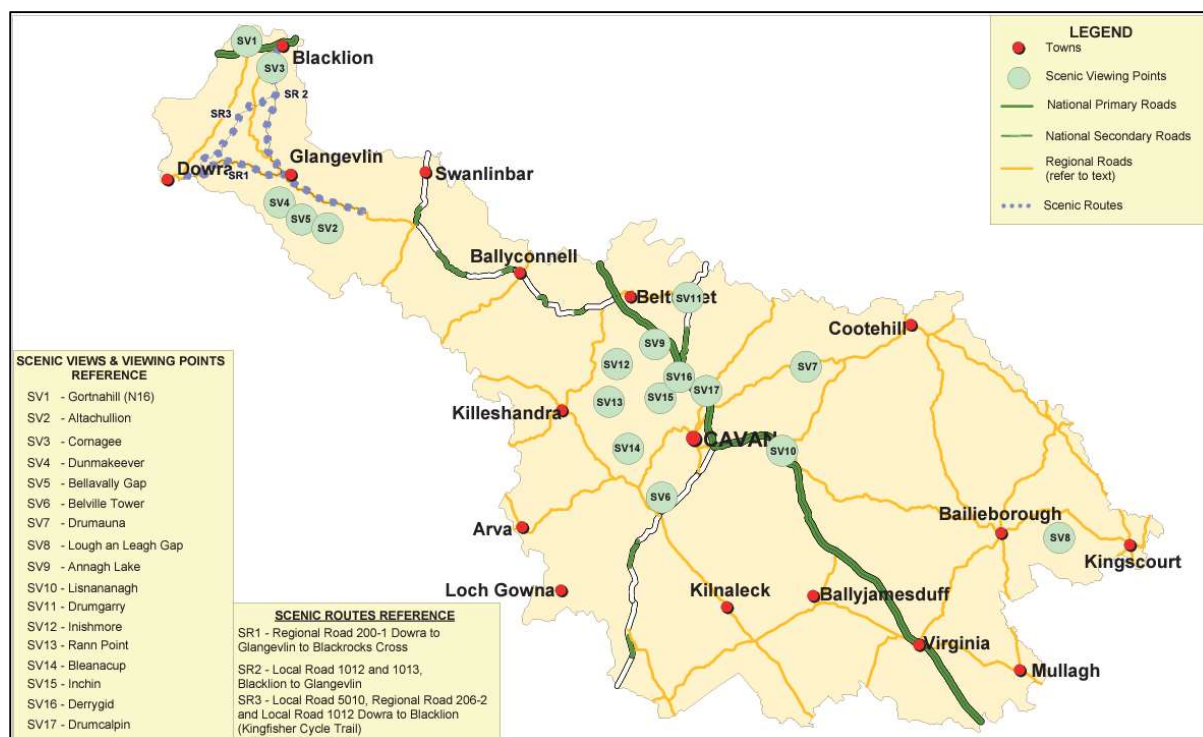 SV1
Blacklion
SV3
SR 2
SR3
Dowra
SR1
Glangevlin
SV4
SV5
SV2
Swanlinbar
Ballyconnell
Belturbet
SV11
SV9
SV12
SV16
SV17
SV13
SV15
SV7
Cootehill
Killeshandra
CAVAN
SV14
SV10
SV6
Arva
Bailieborough
SV8
Kingscourt
Loch Gowna
Kilnaleck
Ballyjamesduff
Virginia
Mullagh
LEGEND
Towns
Scenic Viewing Points
National Primary Roads
National Secondary Roads
Regional Roads
(refer to text)
Scenic Routes
SCENIC VIEWS & VIEWING POINTS
REFERENCE
SV1 - Gortnahill (N16)
SV2 - Altachullion
SV3 - Cornagee
SV4 - Dunmakeever
SV5 - Bellavally Gap
SV6 - Belville Tower
SV7 - Drumauna
SV8 - Lough an Leagh Gap
SV9 - Annagh Lake
SV10 - Lisnananagh
SV11 - Drumgarry
SV12 - Inishmore
SV13 - Rann Point
SV14 - Bleanacup
SV15 - Inchin
SV16 - Derrygid
SV17 - Drumcalpin
SCENIC ROUTES REFERENCE
SR1 - Regional Road 200-1 Dowra to
Glangevlin to Blackrocks Cross
SR2 - Local Road 1012 and 1013,
Blacklion to Glangevlin
SR3 - Local Road 5010, Regional Road 206-2
and Local Road 1012 Dowra to Blacklion
(Kingfisher Cycle Trail)